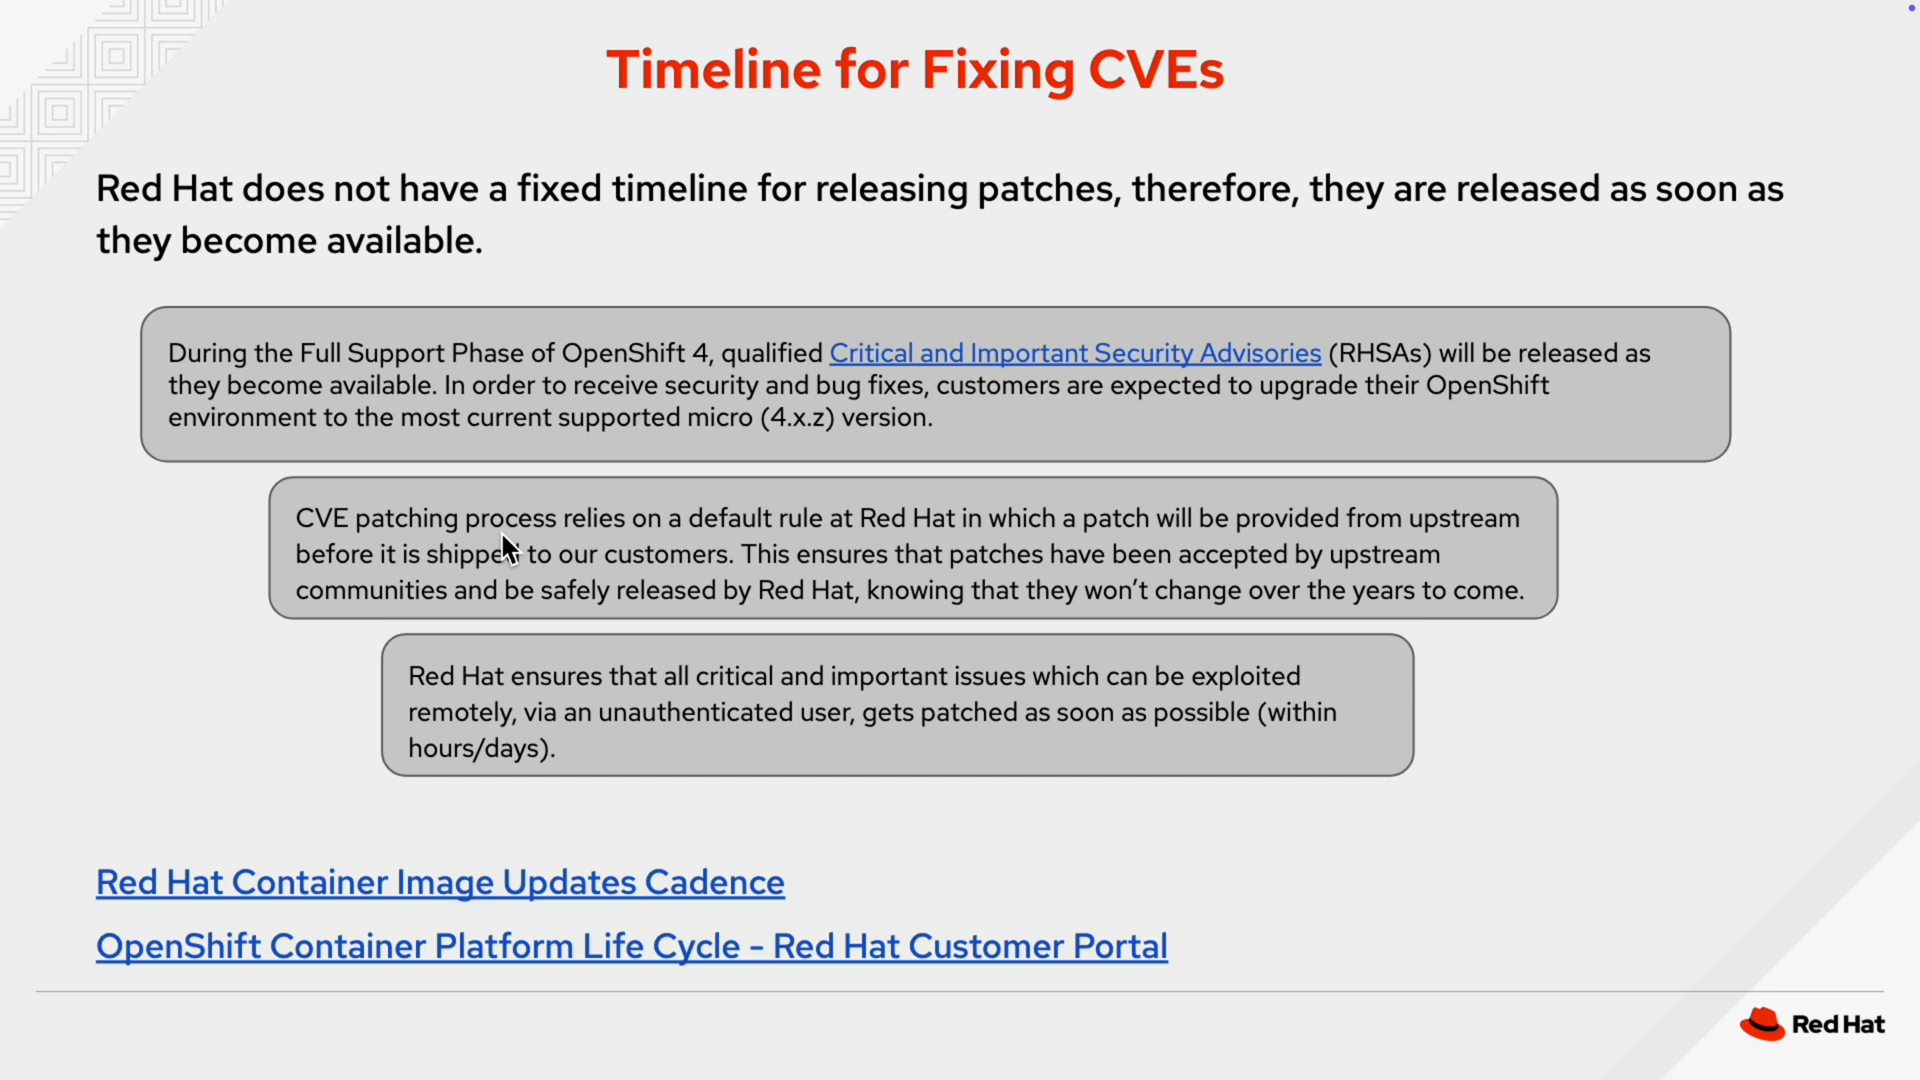 Timeline for Fixing CVEs
Red Hat does not have a fixed timeline for releasing patches, therefore, they are released as soon as
they become available.
During the Full Support Phase of OpenShift 4, qualified Critical and Important Security Advisories (RHSAs) will be released as
they become available. In order to receive security and bug fixes, customers are expected to upgrade their OpenShift
environment to the most current supported micro (4.x.z) version.
CVE patching process relies on a default rule at Red Hat in which a patch will be provided from upstream
before it is shipped to our customers. This ensures that patches have been accepted by upstream
communities and be safely released by Red Hat, knowing that they won’t change over the years to come.
Red Hat ensures that all critical and important issues which can be exploited
remotely, via an unauthenticated user, gets patched as soon as possible (within
hours/days).
Red Hat Container Image Updates Cadence
OpenShift Container Platform Life Cycle - Red Hat Customer Portal
Red Hat